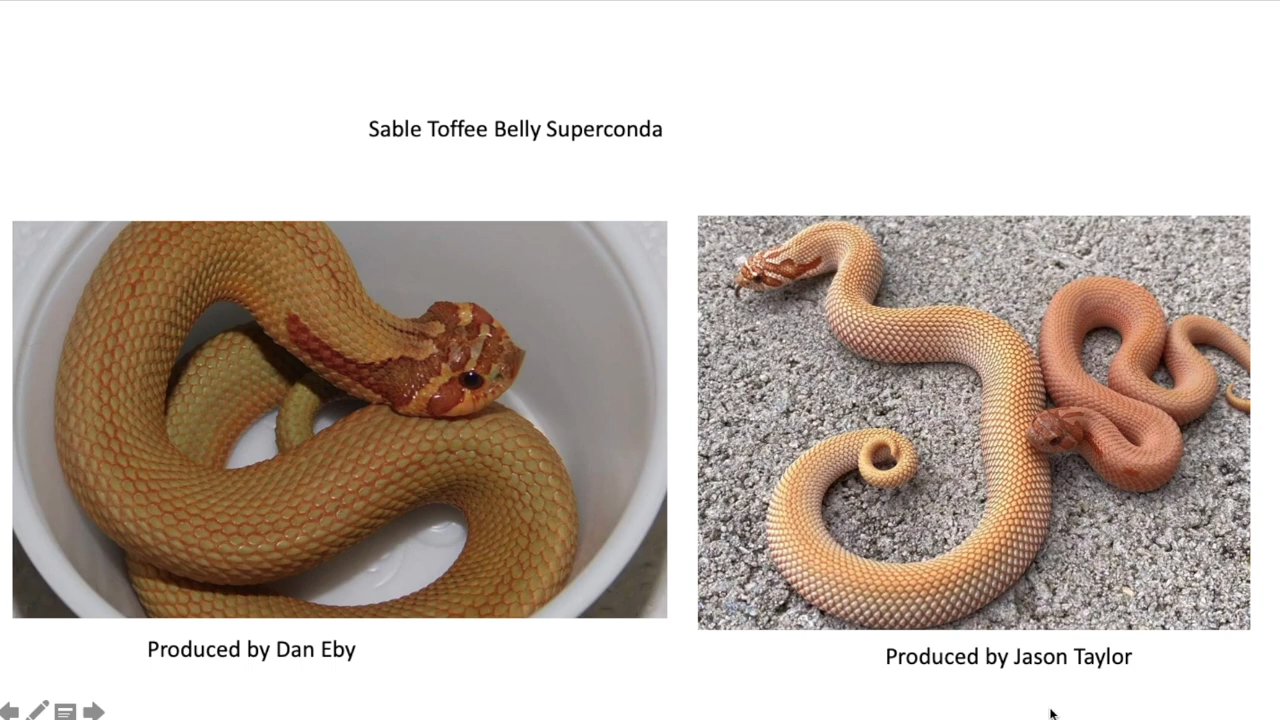 Sable Toffee Belly Superconda
Produced by Dan Eby
Produced by Jason Taylor